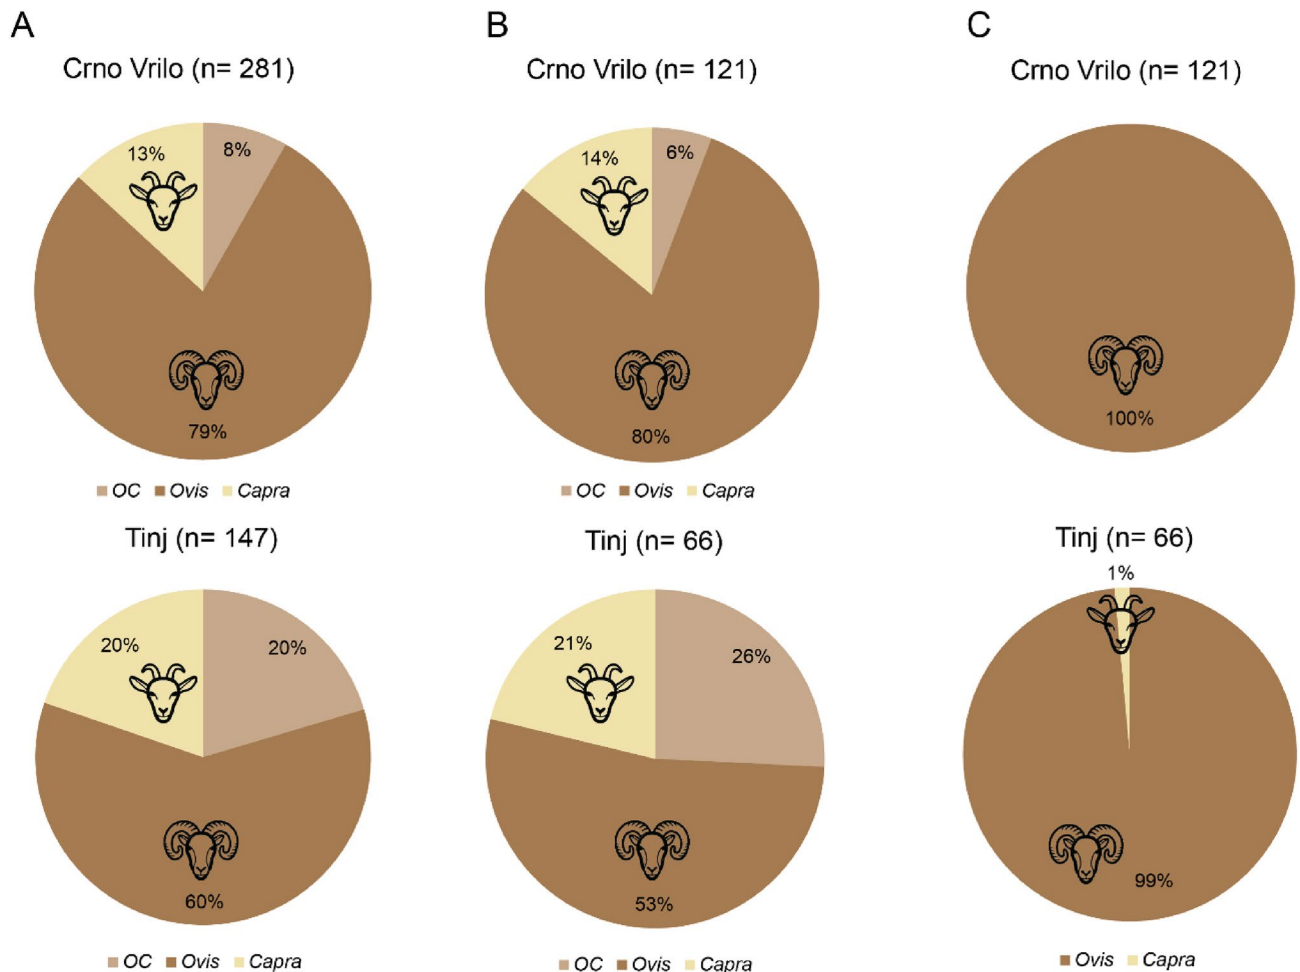 A
B
C
Crno Vrilo (n= 281)
Crno Vrilo (n= 121)
Crno Vrilo (n= 121)
13%
8%
79%
14%
6%
80%
100%
OC Ovis Capra
OC Ovis Capra
Tinj (n= 147)
Tinj (n= 66)
Tinj (n= 66)
20%
20%
60%
21%
26%
53%
1%
99%
OC Ovis Capra
OC Ovis Capra
Ovis Capra